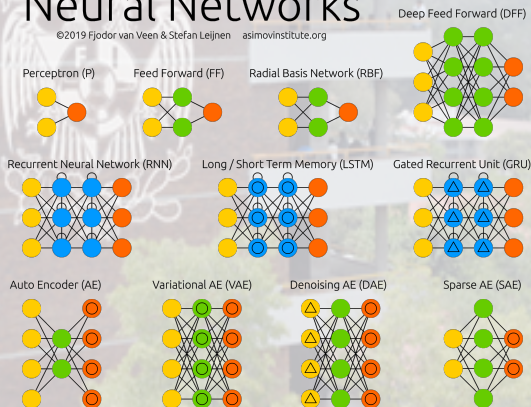 Neural Networks
©2019 Fjodor van Veen & Stefan Leijnen asimovinstitute.org
Deep Feed Forward (DFF)
Perceptron (P) Feed Forward (FF) Radial Basis Network (RBF)
Recurrent Neural Network (RNN) Long / Short Term Memory (LSTM) Gated Recurrent Unit (GRU)
Auto Encoder (AE) Variational AE (VAE) Denoising AE (DAE) Sparse AE (SAE)